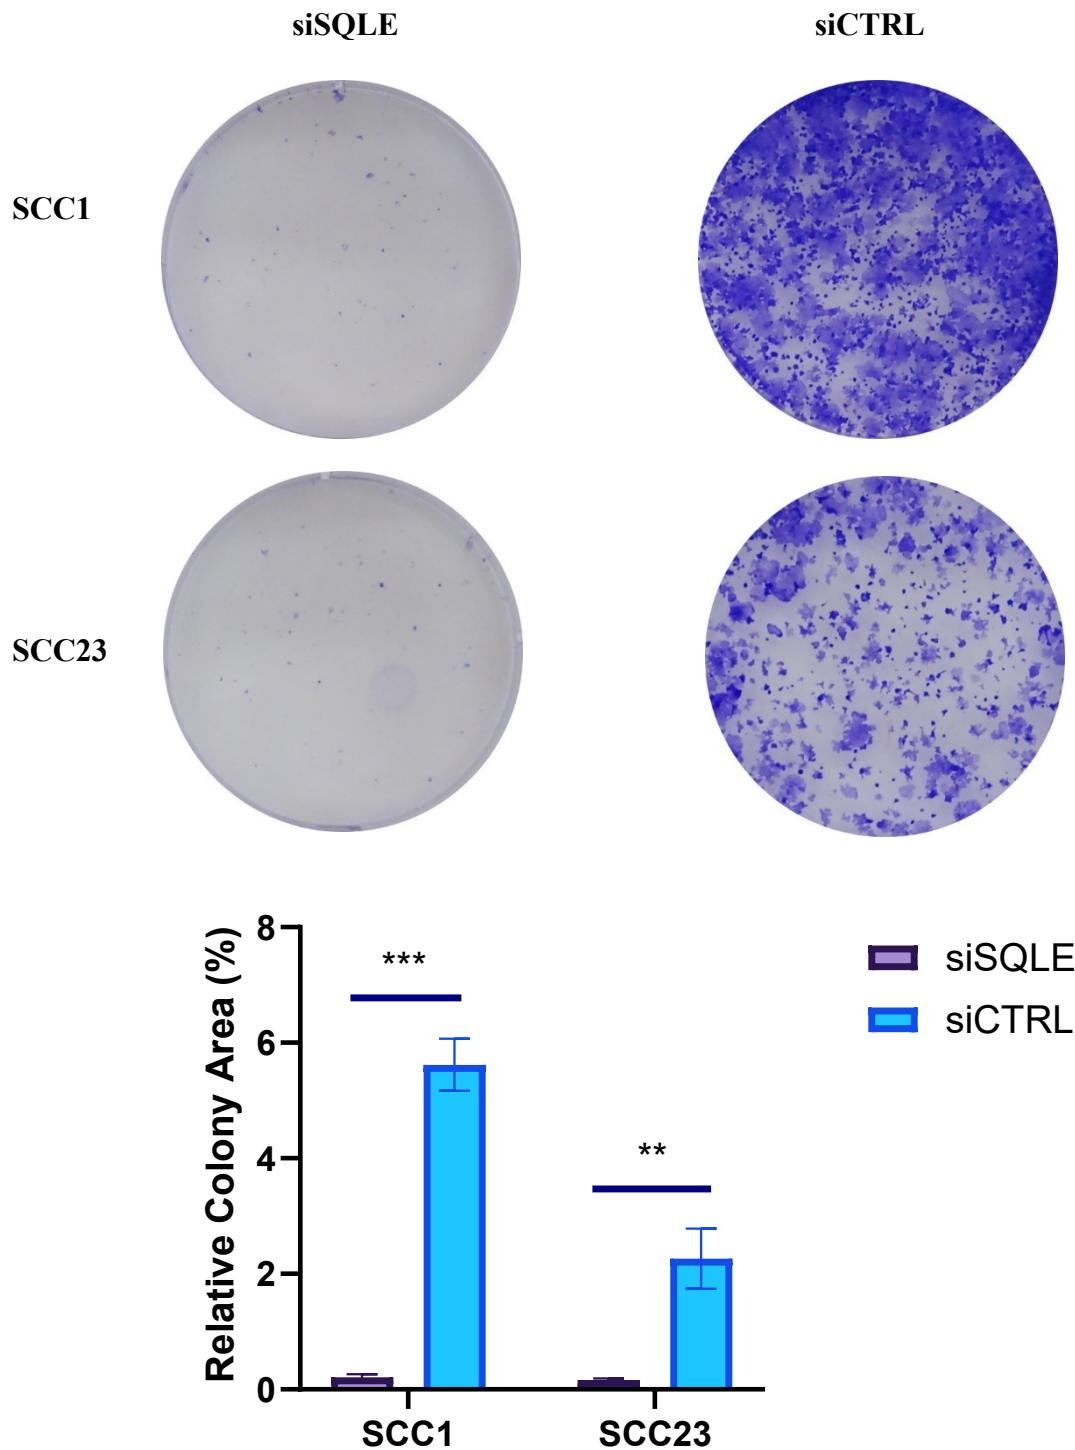 siSQLE siCTRL
SCC1
SCC23
Relative Colony Area (%)
8
6
4
2
0
***
**
SCC1 SCC23
siSQLE
siCTRL